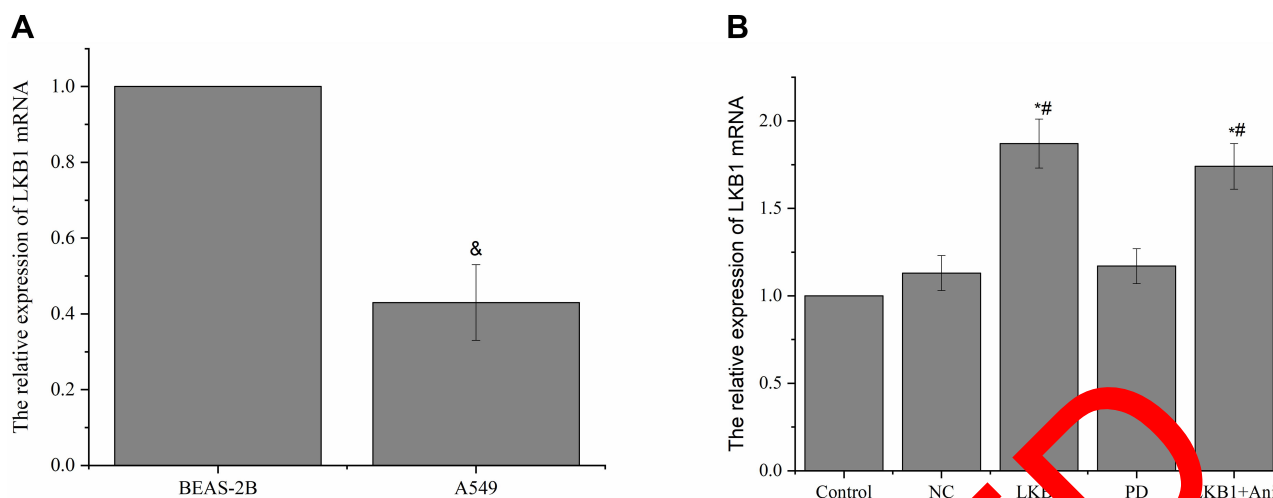 A
The relative expression of LKB1 mRNA
1.0
0.8
0.6
0.4
0.2
0.0
&
BEAS-2B
A549
B
The relative expression of LKB1 mRNA
2.0
1.5
1.0
0.5
0.0
*#
*#
Control
NC
PD